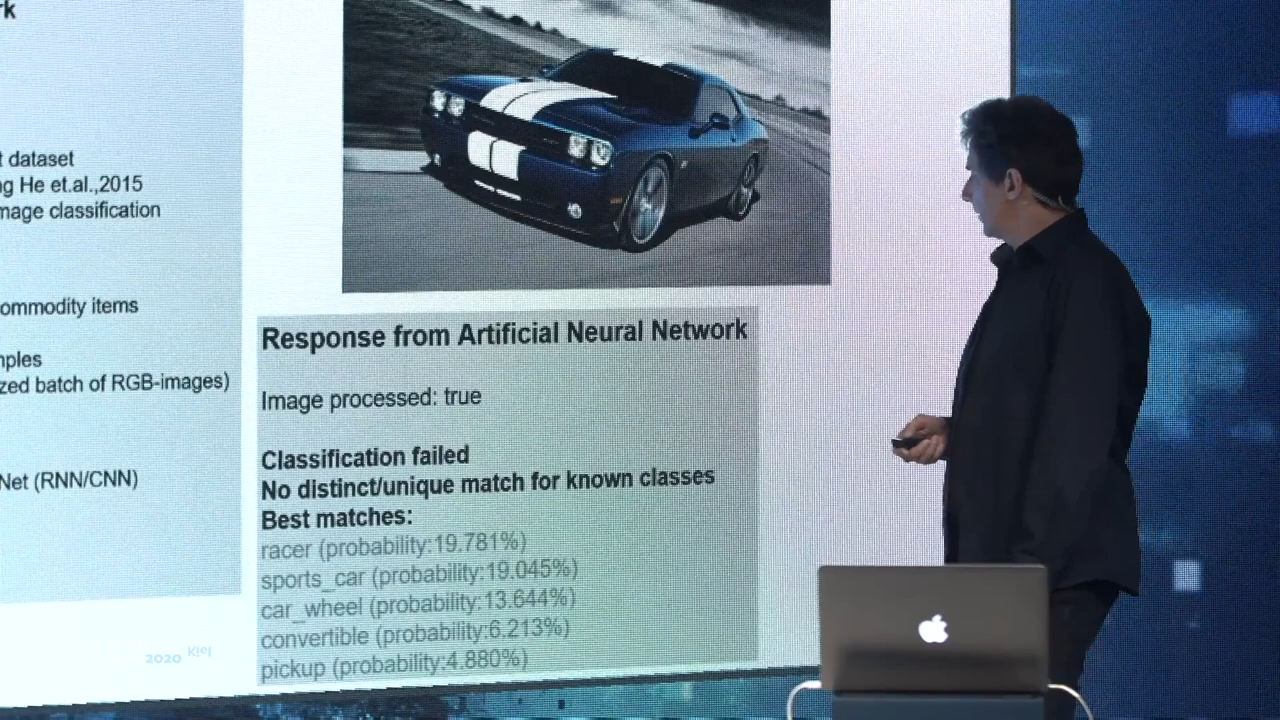 t dataset
g He et.al.,2015
mage classification
ommodity items
mples
zed batch of RGB-images)
Net (RNN/CNN)
2020 Kiel
Response from Artificial Neural Network
Image processed: true
Classification failed
No distinct/unique match for known classes
Best matches:
racer (probability:19.781%)
sports_car (probability:19.045%)
car_wheel (probability:13.644%)
convertible (probability:6.213%)
pickup (probability:4.880%)